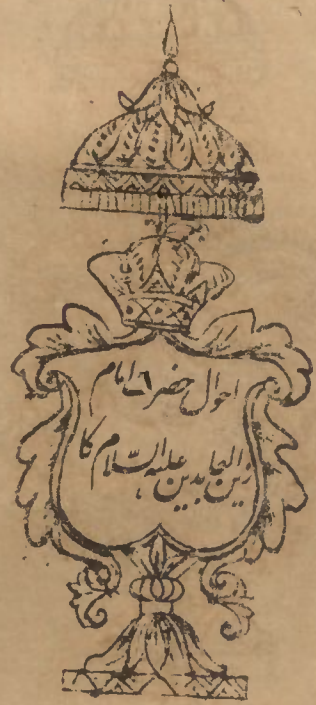 احوال حضرت امام
زین العابدین علیہ السلام کا